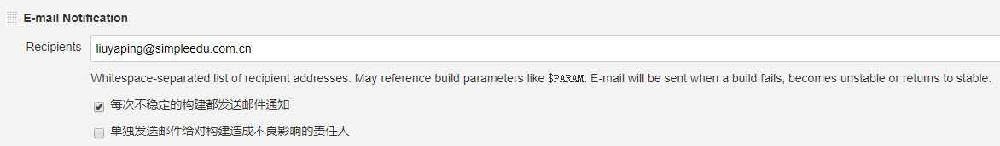 E-mail Notification
Recipients liuyaping@simpleedu.com.cn
Whitespace-separated list of recipient addresses. May reference build parameters like $PARAM. E-mail will be sent when a build fails, becomes unstable or returns to stable.
每次不稳定的构建都发送邮件通知
单独发送邮件给对构建造成不良影响的责任人